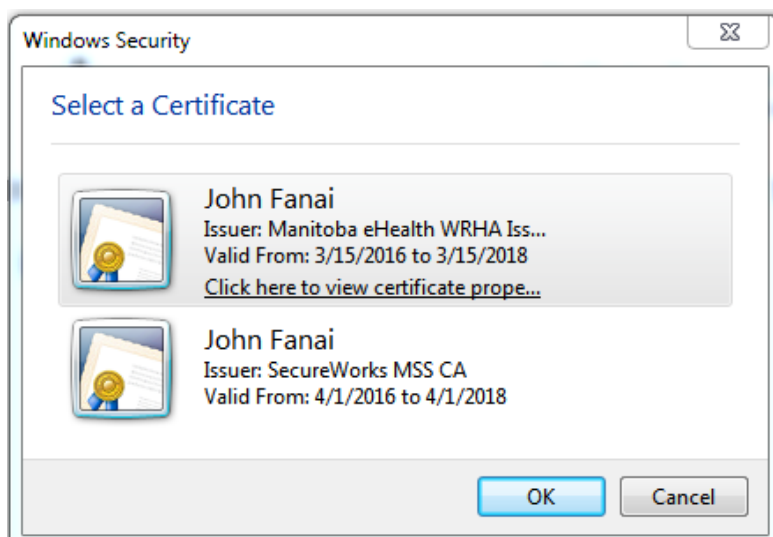 Windows Security
Select a Certificate
John Fanai
Issuer: Manitoba eHealth WRHA Iss...
Valid From: 3/15/2016 to 3/15/2018
Click here to view certificate prope...
John Fanai
Issuer: SecureWorks MSS CA
Valid From: 4/1/2016 to 4/1/2018
OK
Cancel